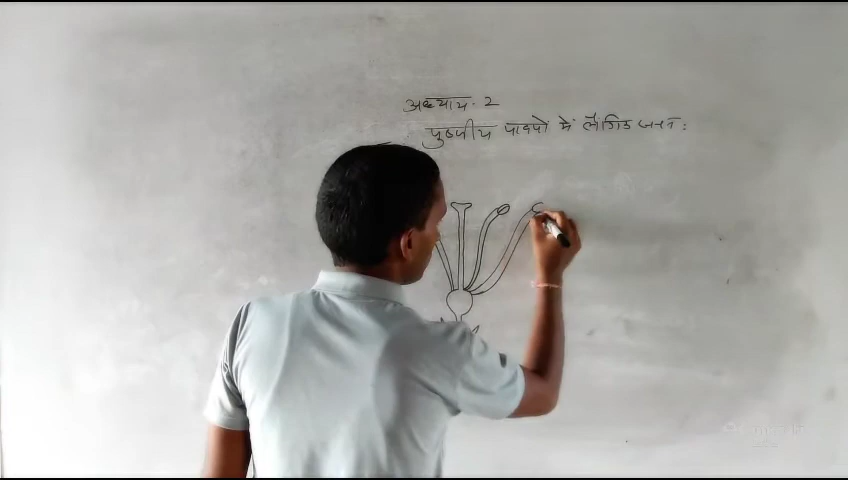 अध्याय - 2
पुष्पीय पादपों में लैंगिक जनन :